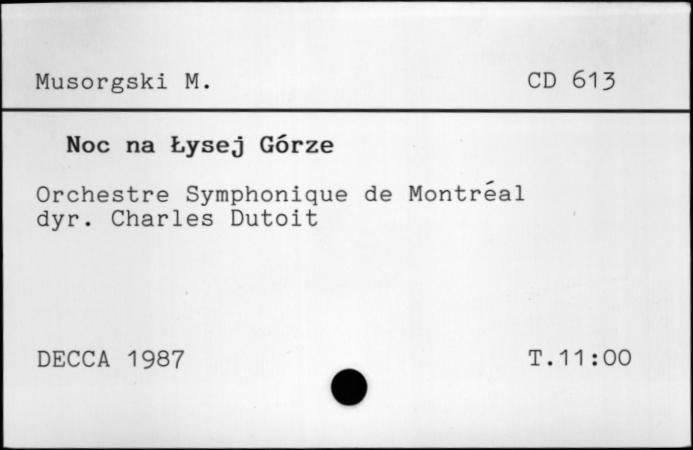 Musorgski M. CD 613
Noc na Łysej Górze
Orchestre Symphonique de Montréal
dyr. Charles Dutoit
DECCA 1987 T.11:00